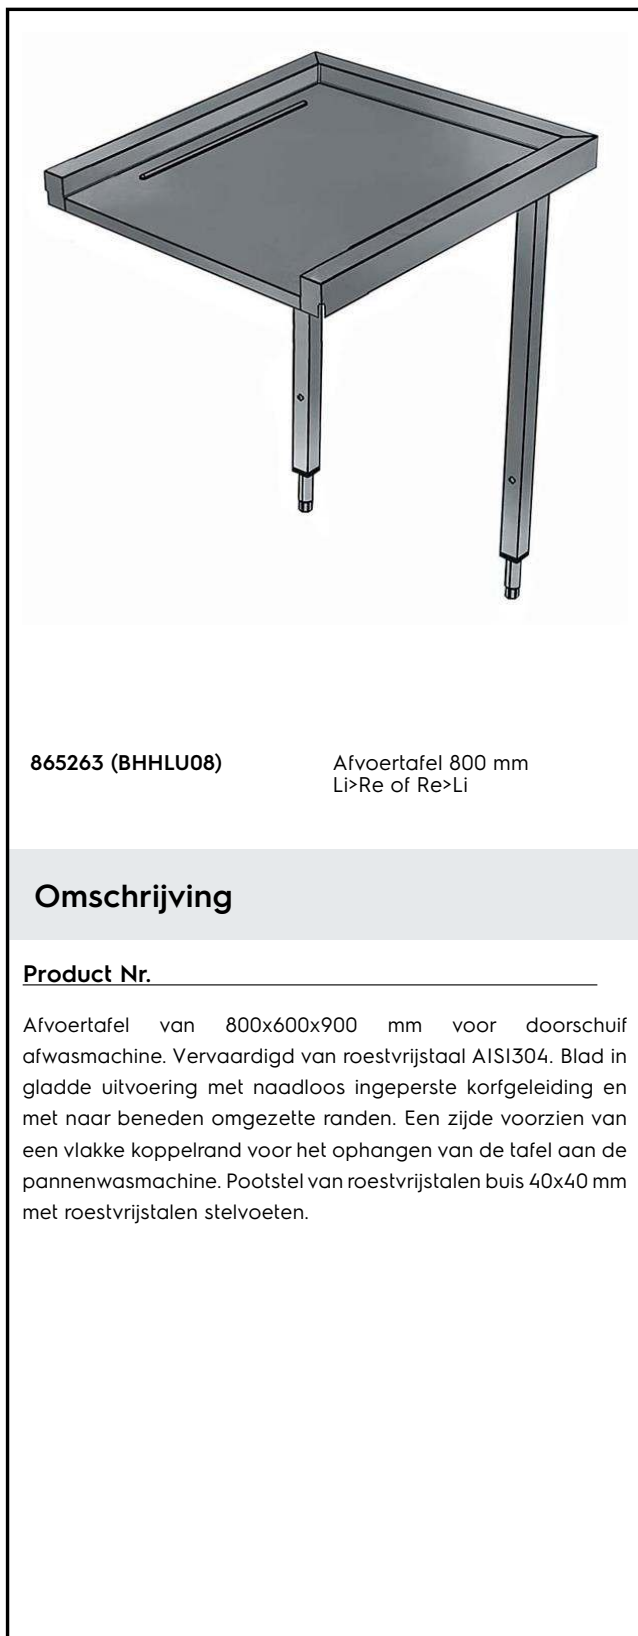 865263 (BHHLU08)
Afvoertafel 800 mm
Li>Re of Re>Li
Omschrijving
Product Nr.
Afvoertafel van 800x600x900 mm voor doorschuif
afwasmachine. Vervaardigd van roestvrijstaal AISI304. Blad in
gladde uitvoering met naadloos ingeperste korfgeleiding en
met naar beneden omgezette randen. Een zijde voorzien van
een vlakke koppelrand voor het ophangen van de tafel aan de
pannenwasmachine. Pootstel van roestvrijstalen buis 40x40 mm
met roestvrijstalen stelvoeten.